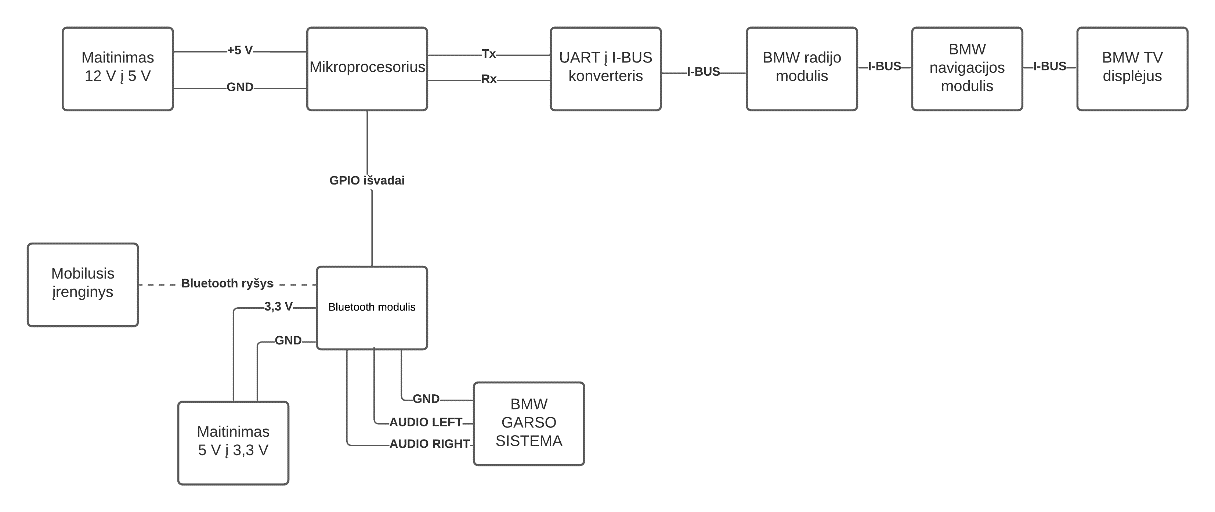 Maitinimas
12 V į 5 V
+5 V
GND
Mikroprocesorius
Tx
Rx
UART į I-BUS
konverteris
I-BUS
BMW radijo
modulis
I-BUS
BMW
navigacijos
modulis
I-BUS
BMW TV
displėjus
GPIO išvadai
Mobilusis
įrenginys
Bluetooth ryšys
3,3 V
GND
Bluetooth modulis
Maitinimas
5 V į 3,3 V
GND
AUDIO LEFT
AUDIO RIGHT
BMW
GARSO
SISTEMA